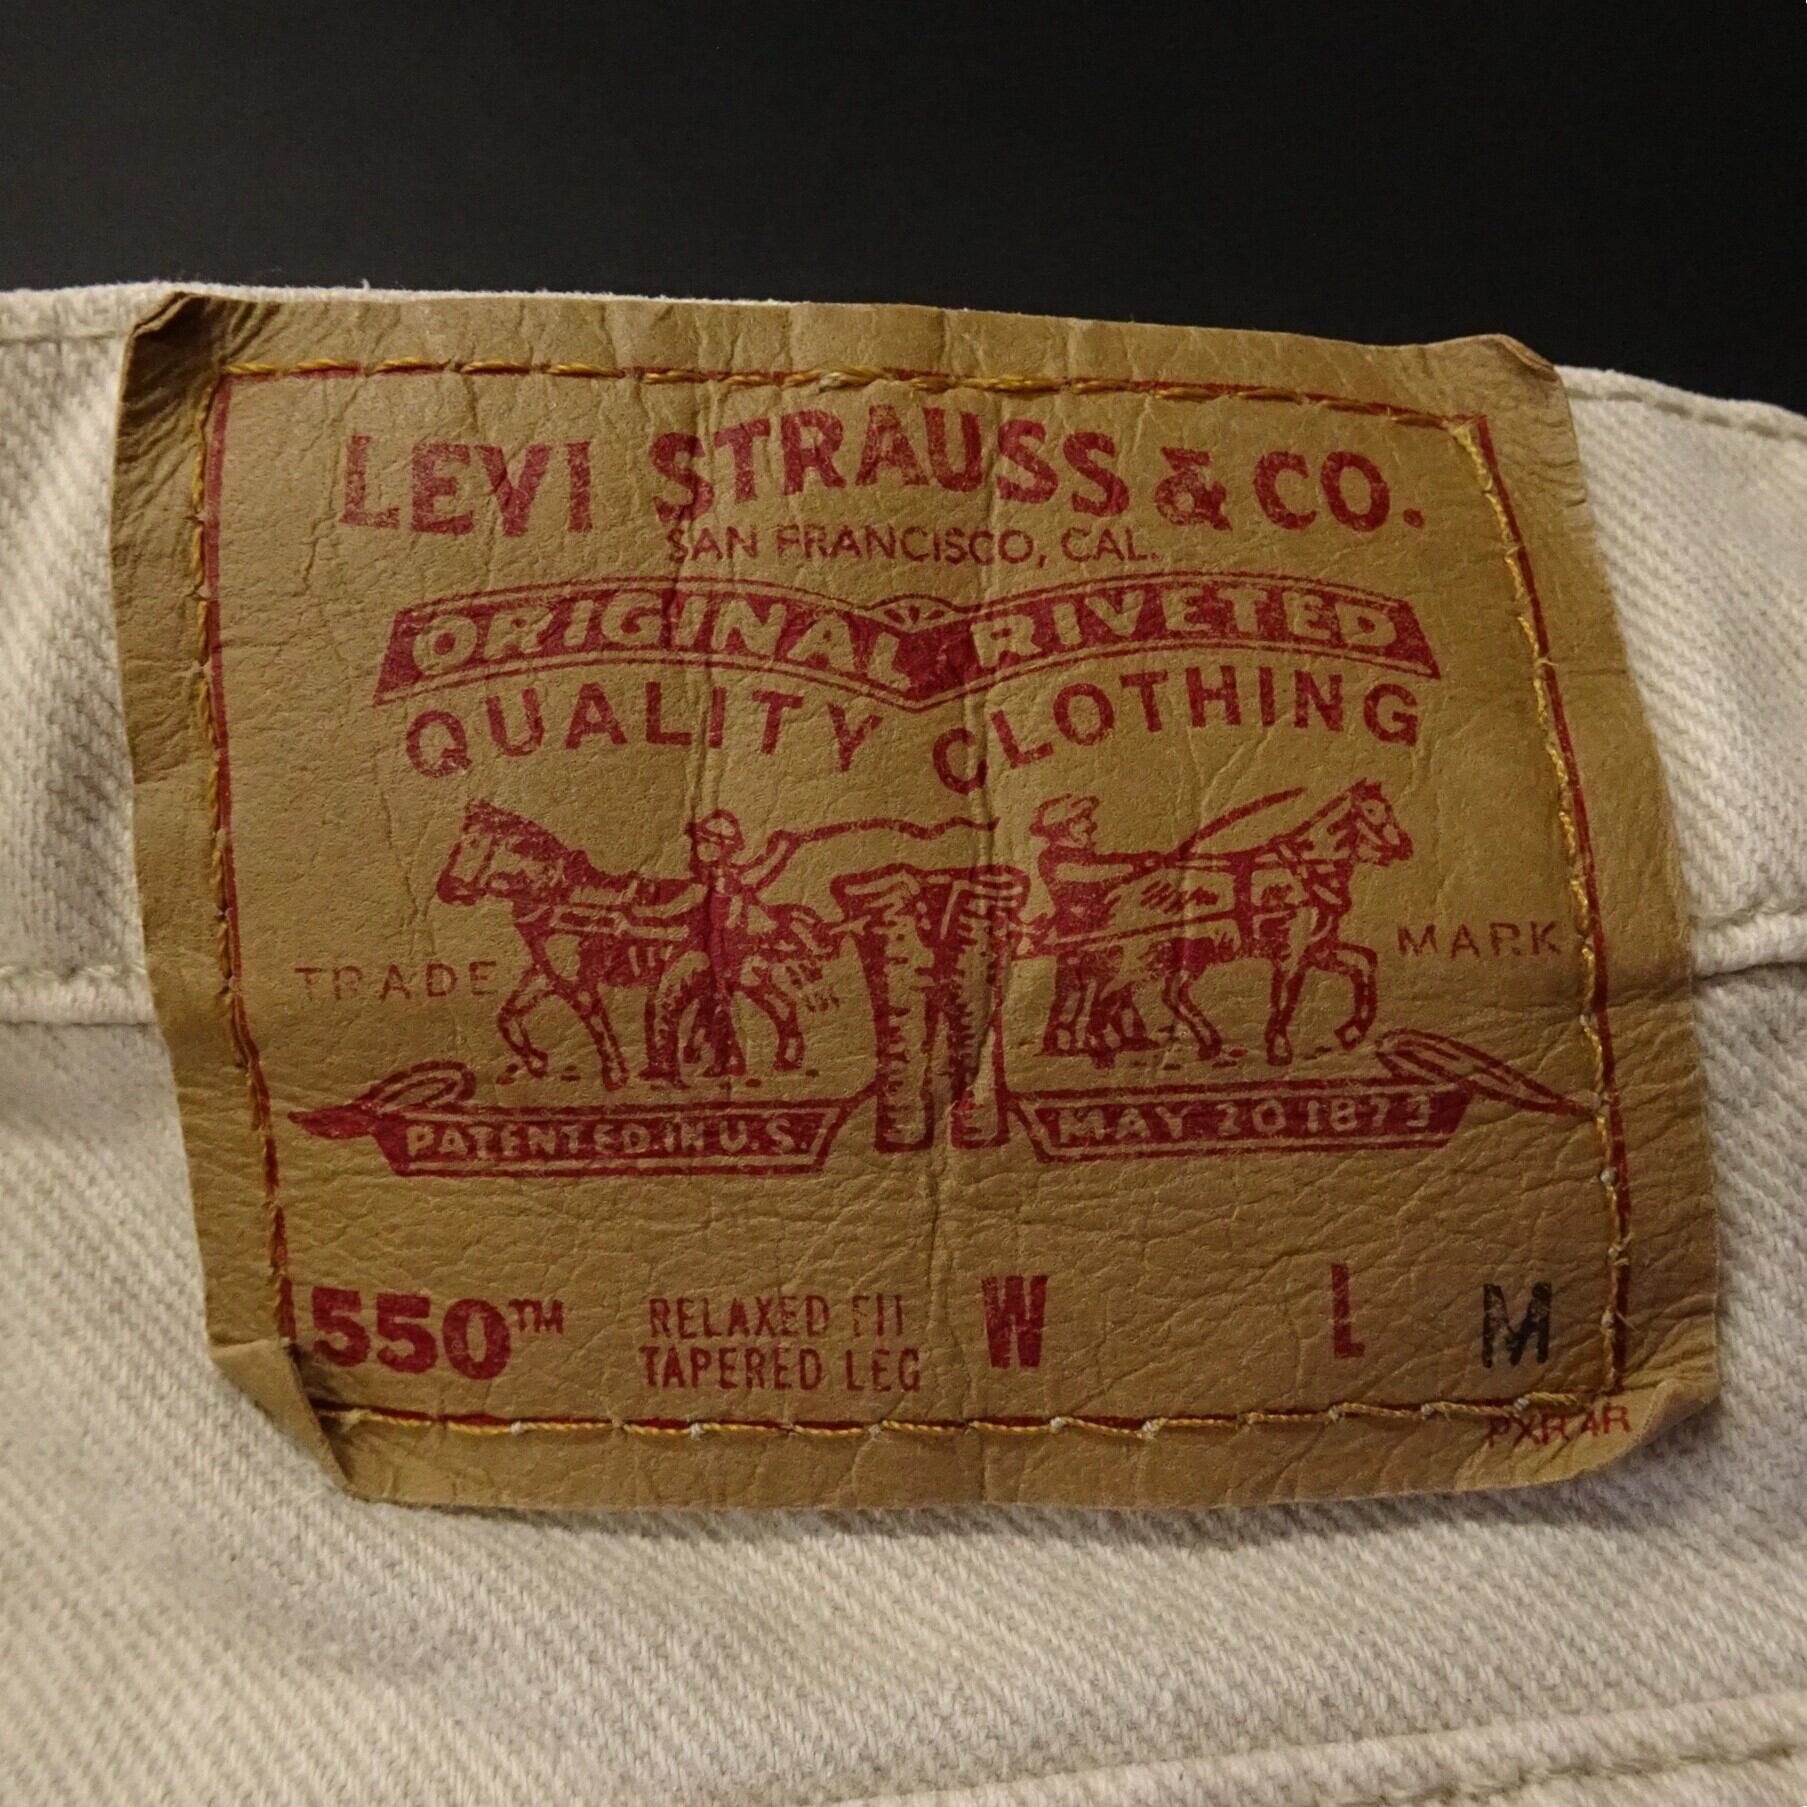 LEVI STRAUSS & CO.
SAN FRANCISCO, CAL.
ORIGINAL RIVETED
QUALITY CLOTHING
TRADE MARK
PATENTED IN U.S. MAY 20 1873
550™ RELAXED FIT W L M
TAPERED LEG